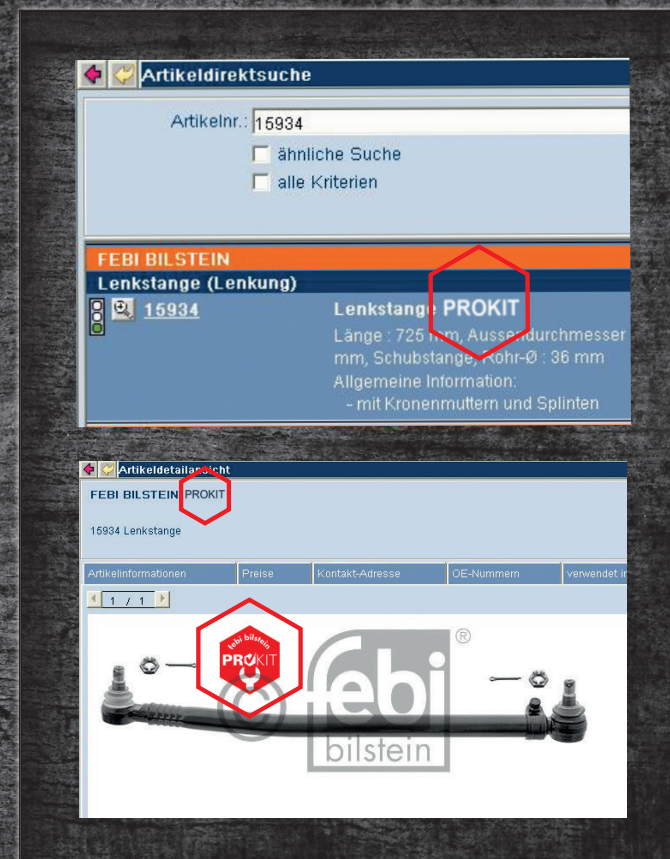 Artikeldirektsuche
Artikelnr.: 15934
ähnliche Suche
alle Kriterien
FEBI BILSTEIN
Lenkstange (Lenkung)
15934
Lenkstange PROKIT
Länge : 725 mm, Aussendurchmesser
mm, Schubstange, Rohr-Ø : 36 mm
Allgemeine Information:
- mit Kronenmuttern und Splinten
Artikeldetailansicht
FEBI BILSTEIN PROKIT
15934 Lenkstange
Artikelinformationen Preise Kontakt-Adresse OE-Nummern verwendet in
1 / 1
febi bilstein
PROKIT
© febi ®
bilstein